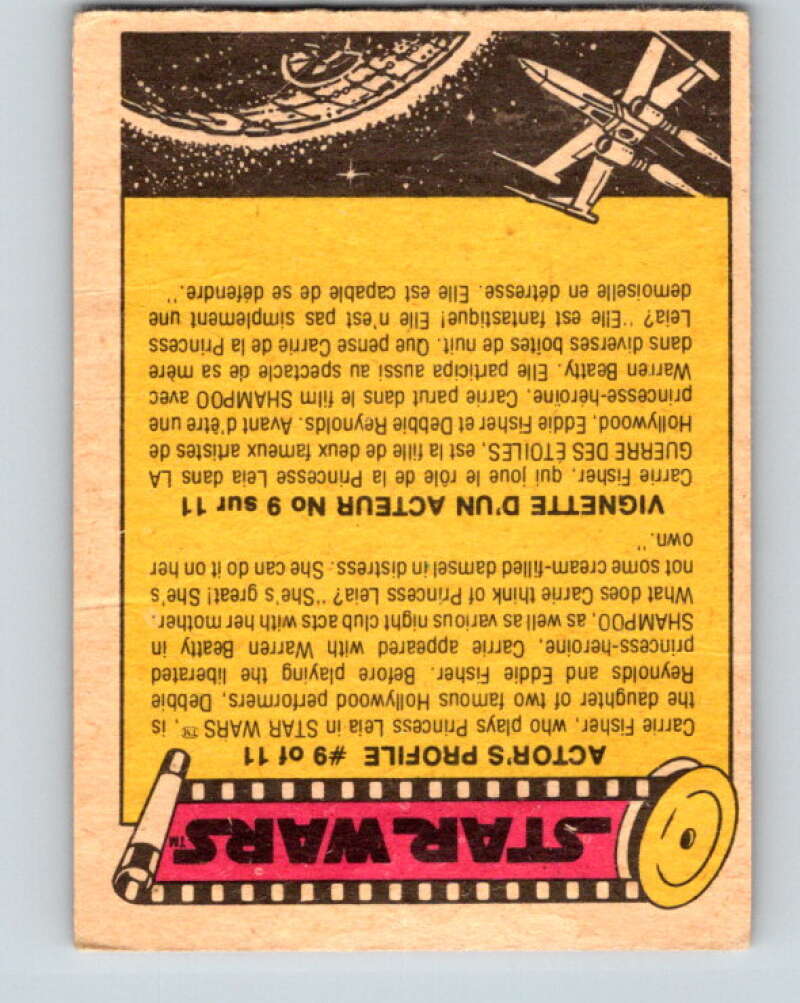 STAR WARS™
ACTOR'S PROFILE #9 of 11
Carrie Fisher, who plays Princess Leia in STAR WARS™, is
the daughter of two famous Hollywood performers, Debbie
Reynolds and Eddie Fisher. Before playing the liberated
princess-heroine, Carrie appeared with Warren Beatty in
SHAMPOO, as well as various night club acts with her mother.
What does Carrie think of Princess Leia? "She's great! She's
not some cream-filled damsel in distress. She can do it on her
own."
VIGNETTE D'UN ACTEUR No 9 sur 11
Carrie Fisher, qui joue le rôle de la Princesse Leia dans LA
GUERRE DES ÉTOILES, est la fille de deux fameux artistes de
Hollywood, Eddie Fisher et Debbie Reynolds. Avant d'être une
princesse-héroine, Carrie parut dans le film SHAMPOO avec
Warren Beatty. Elle participa aussi au spectacle de sa mère
dans diverses boîtes de nuit. Que pense Carrie de la Princess
Leia? "Elle est fantastique! Elle n'est pas simplement une
demoiselle en détresse. Elle est capable de se défendre."